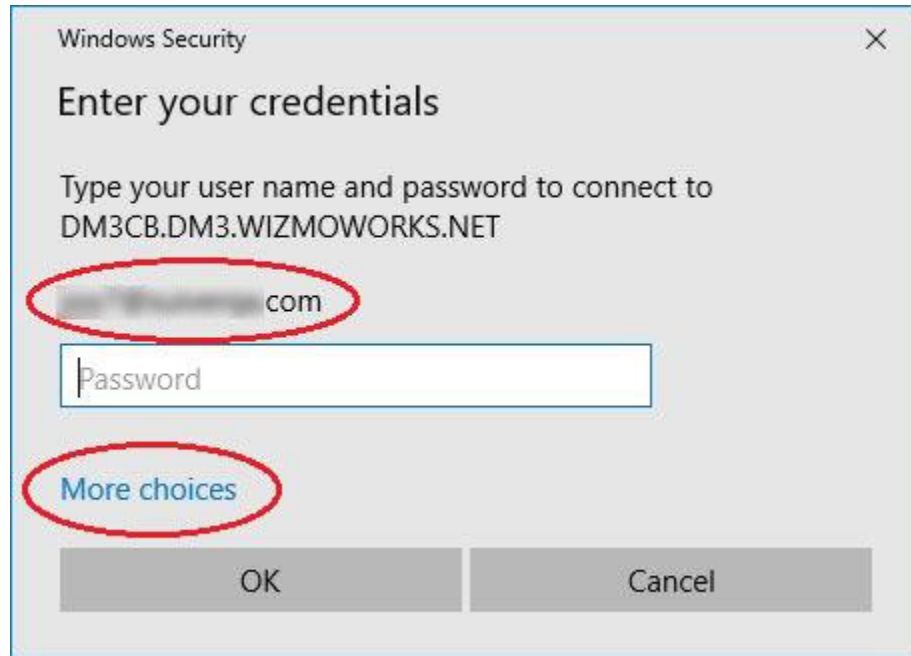 Windows Security
Enter your credentials
Type your user name and password to connect to
DM3CB.DM3.WIZMOWORKS.NET
com
Password
More choices
OK Cancel